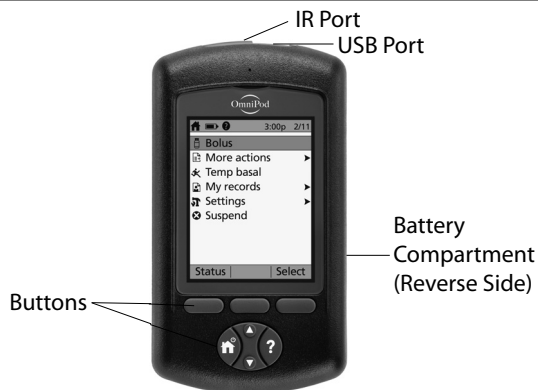 IR Port
USB Port
OmniPod
3:00p 2/11
Bolus
More actions
Temp basal
My records
Settings
Suspend
Status Select
Battery
Compartment
(Reverse Side)
Buttons
?